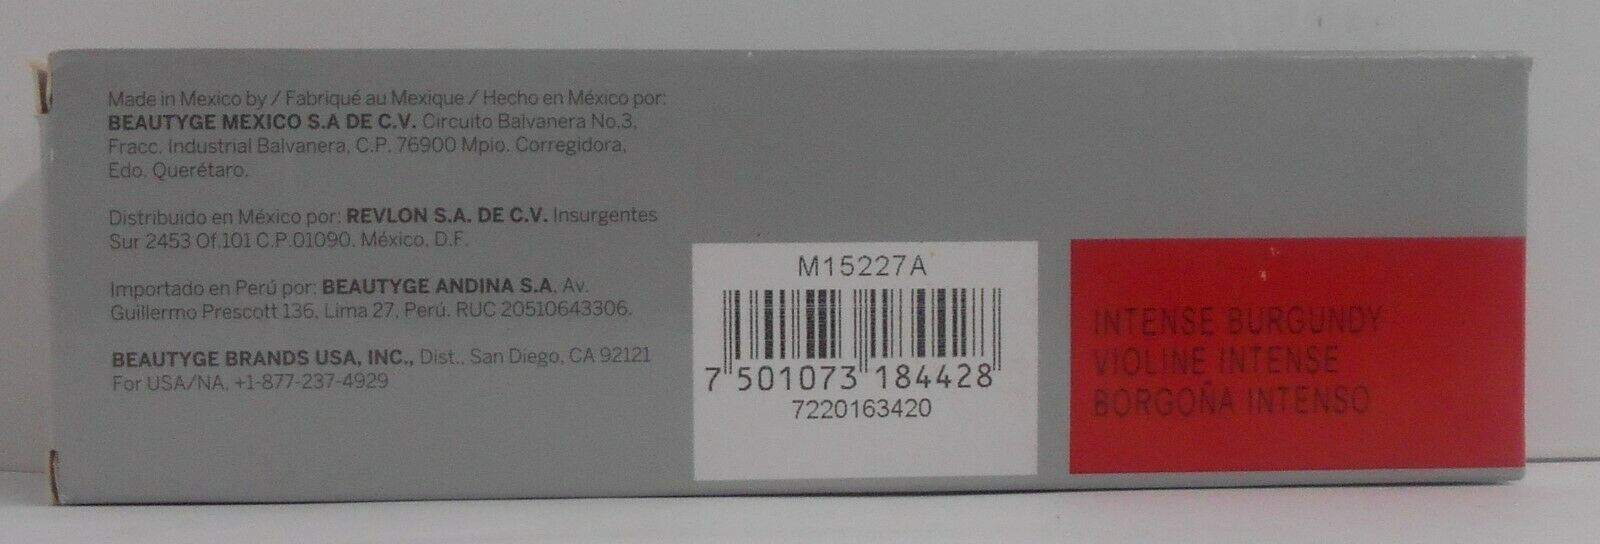 Made in Mexico by / Fabriqué au Mexique / Hecho en México por:
BEAUTYGE MEXICO S.A DE C.V. Circuito Balvanera No.3,
Fracc. Industrial Balvanera, C.P. 76900 Mpio. Corregidora,
Edo. Querétaro.
Distribuido en México por: REVLON S.A. DE C.V. Insurgentes
Sur 2453 Of.101 C.P.01090. México, D.F.
Importado en Perú por: BEAUTYGE ANDINA S.A. Av.
Guillermo Prescott 136, Lima 27, Perú. RUC 20510643306.
BEAUTYGE BRANDS USA, INC., Dist.. San Diego, CA 92121
For USA/NA, +1-877-237-4929
M15227A
7 501073 184428
7220163420
INTENSE BURGUNDY
VIOLINE INTENSE
BORGOÑA INTENSO